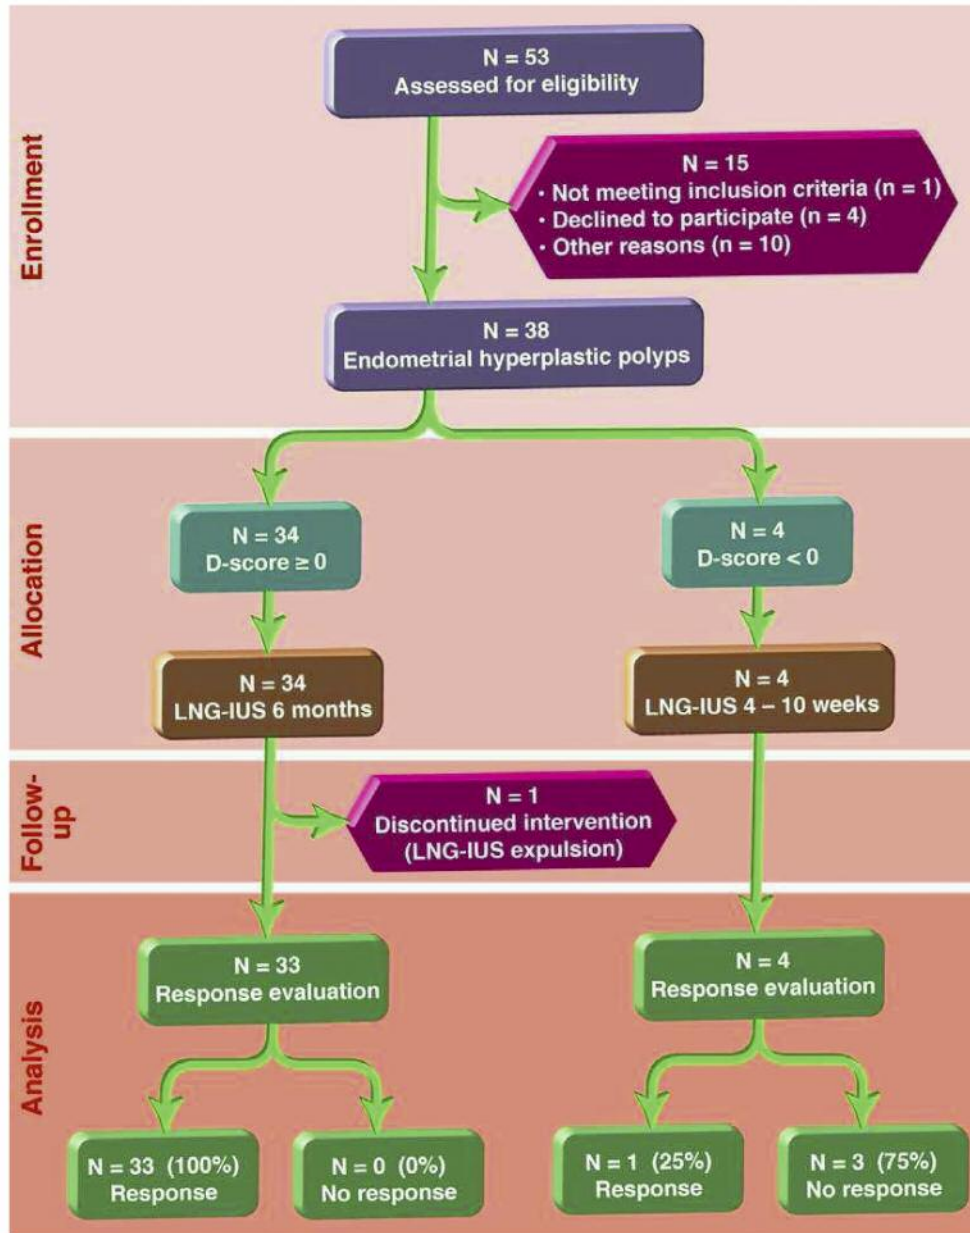 Enrollment
N = 53
Assessed for eligibility
N = 15
• Not meeting inclusion criteria (n = 1)
• Declined to participate (n = 4)
• Other reasons (n = 10)
N = 38
Endometrial hyperplastic polyps
Allocation
N = 34
D-score ≥ 0
N = 4
D-score < 0
N = 34
LNG-IUS 6 months
N = 4
LNG-IUS 4 – 10 weeks
Follow-
up
N = 1
Discontinued intervention
(LNG-IUS expulsion)
Analysis
N = 33
Response evaluation
N = 4
Response evaluation
N = 33 (100%)
Response
N = 0 (0%)
No response
N = 1 (25%)
Response
N = 3 (75%)
No response